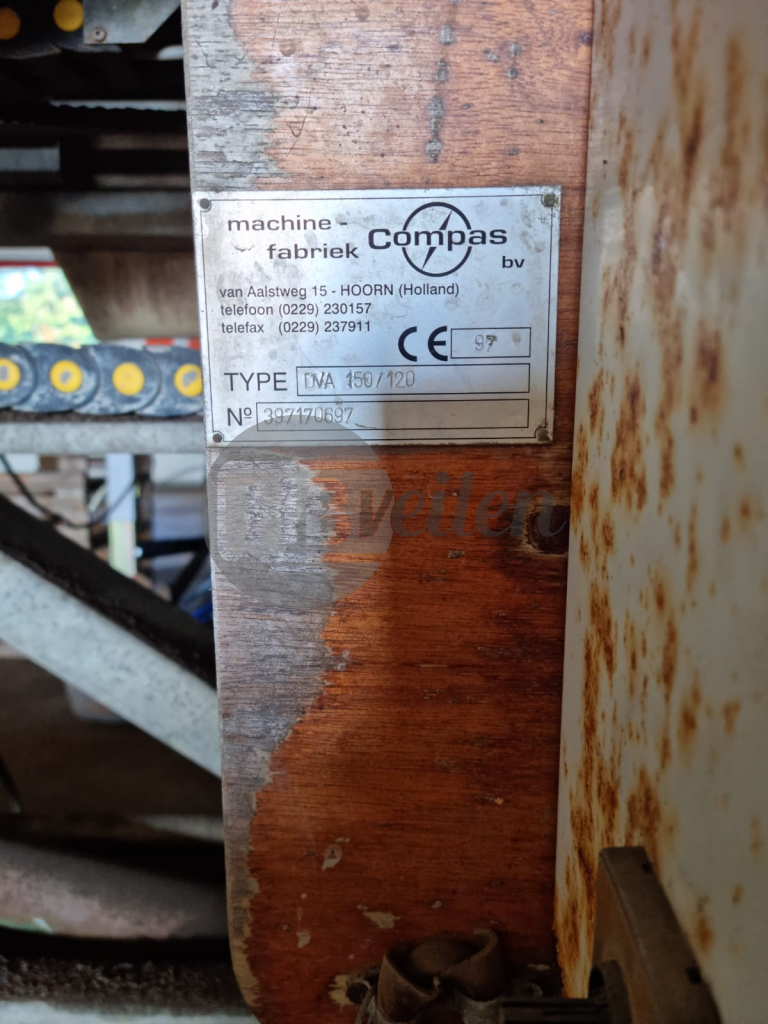 machine -
fabriek Compas bv
van Aalstweg 15 - HOORN (Holland)
telefoon (0229) 230157
telefax (0229) 237911
CE 97
TYPE DVA 150/120
Nº 397170697
veilen